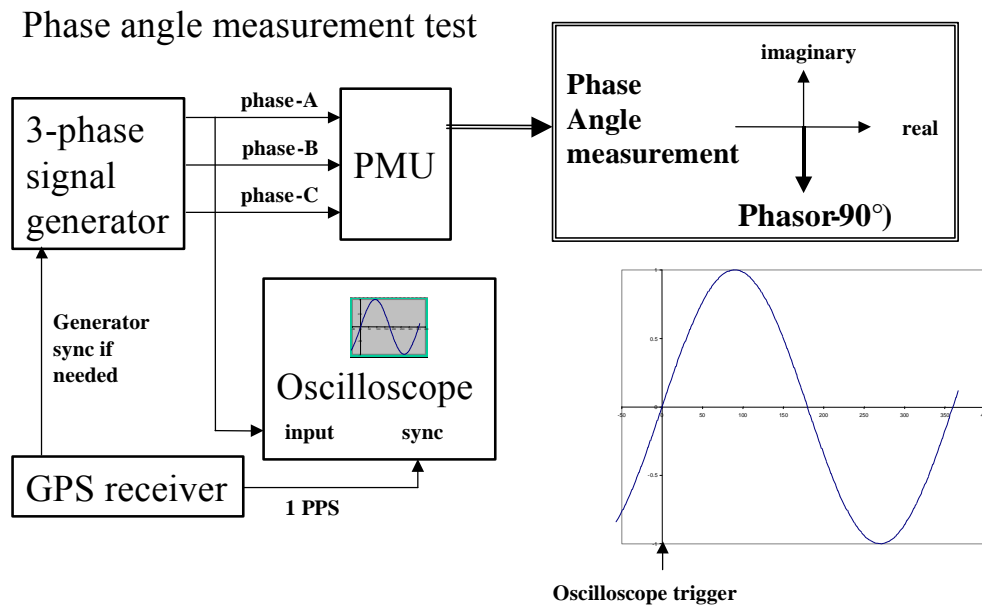 Phase angle measurement test
3-phase
signal
generator
phase-A
phase-B
phase-C
PMU
Phase
Angle
measurement
imaginary
real
Phasor-90°)
Generator
sync if
needed
Oscilloscope
input sync
GPS receiver
1 PPS
1
0.5
0
-0.5
-1
-50 0 50 100 150 200 250 300 350
Oscilloscope trigger